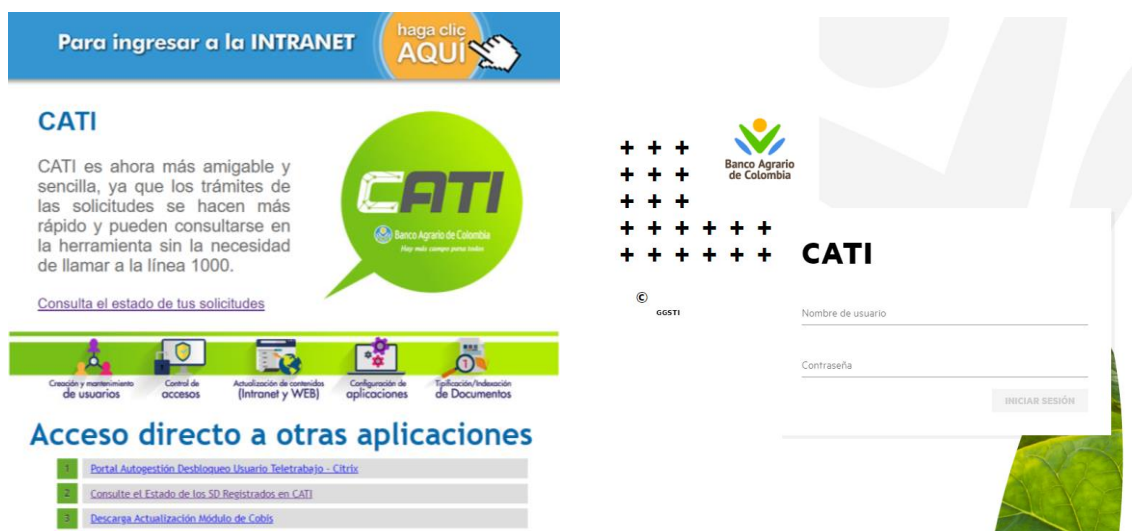 Para ingresar a la INTRANET
haga clic
AQUÍ
CATI
CATI es ahora más amigable y
sencilla, ya que los trámites de
las solicitudes se hacen más
rápido y pueden consultarse en
la herramienta sin la necesidad
de llamar a la línea 1000.
Consulta el estado de tus solicitudes
CATI
Banco Agrario de Colombia
Hay más campo para todos
Creación y mantenimiento
de usuarios
Control de
accesos
Actualización de contenidos
(Intranet y WEB)
Configuración de
aplicaciones
Tipificación/Indexación
de Documentos
Acceso directo a otras aplicaciones
1 Portal Autogestión Desbloqueo Usuario Teletrabajo - Citrix
2 Consulte el Estado de los SD Registrados en CATI
3 Descarga Actualización Módulo de Cobis
Banco Agrario
de Colombia
CATI
©
GGSTI
Nombre de usuario
Contraseña
INICIAR SESIÓN